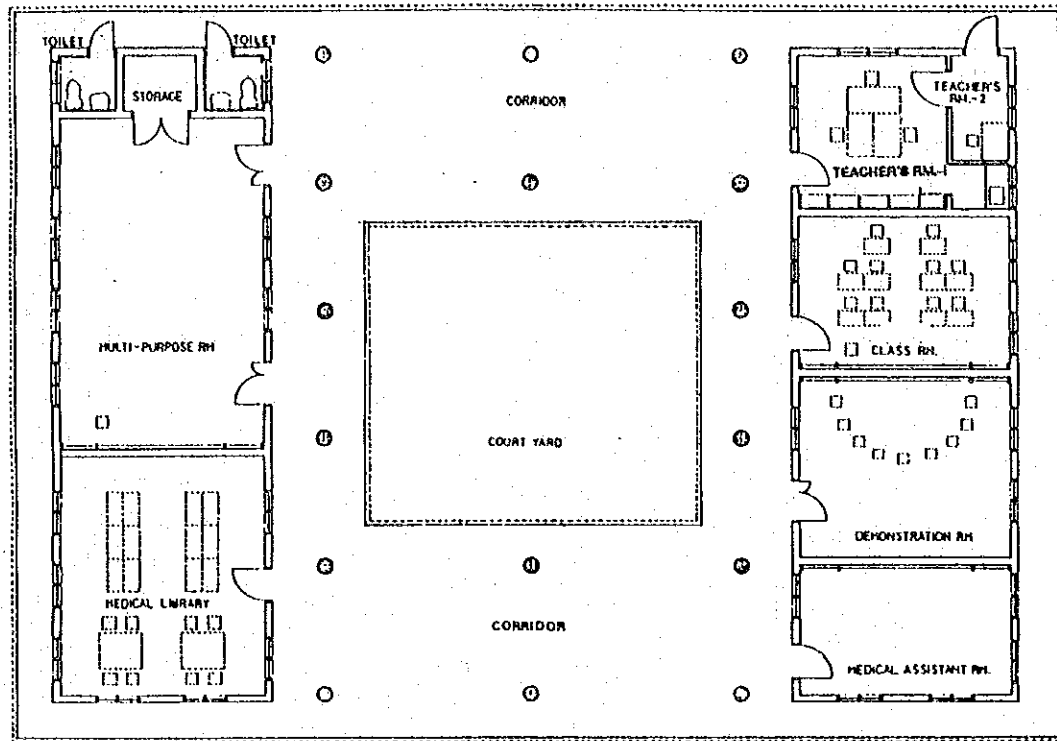 TOILET
TOILET
STORAGE
CORRIDOR
TEACHER'S
RM.-2
TEACHER'S RM.-1
MULTI-PURPOSE RM
CLASS RM.
COURT YARD
DEMONSTRATION RM
MEDICAL LIBRARY
CORRIDOR
MEDICAL ASSISTANT RM.